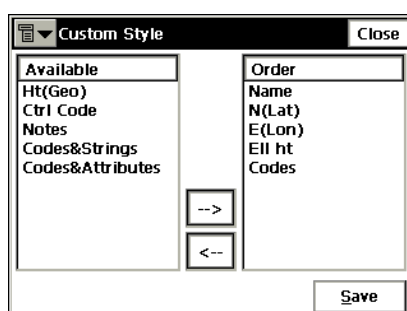 Custom Style
Close
Available
Ht(Geo)
Ctrl Code
Notes
Codes&Strings
Codes&Attributes
-->
<--
Order
Name
N(Lat)
E(Lon)
Ell ht
Codes
Save